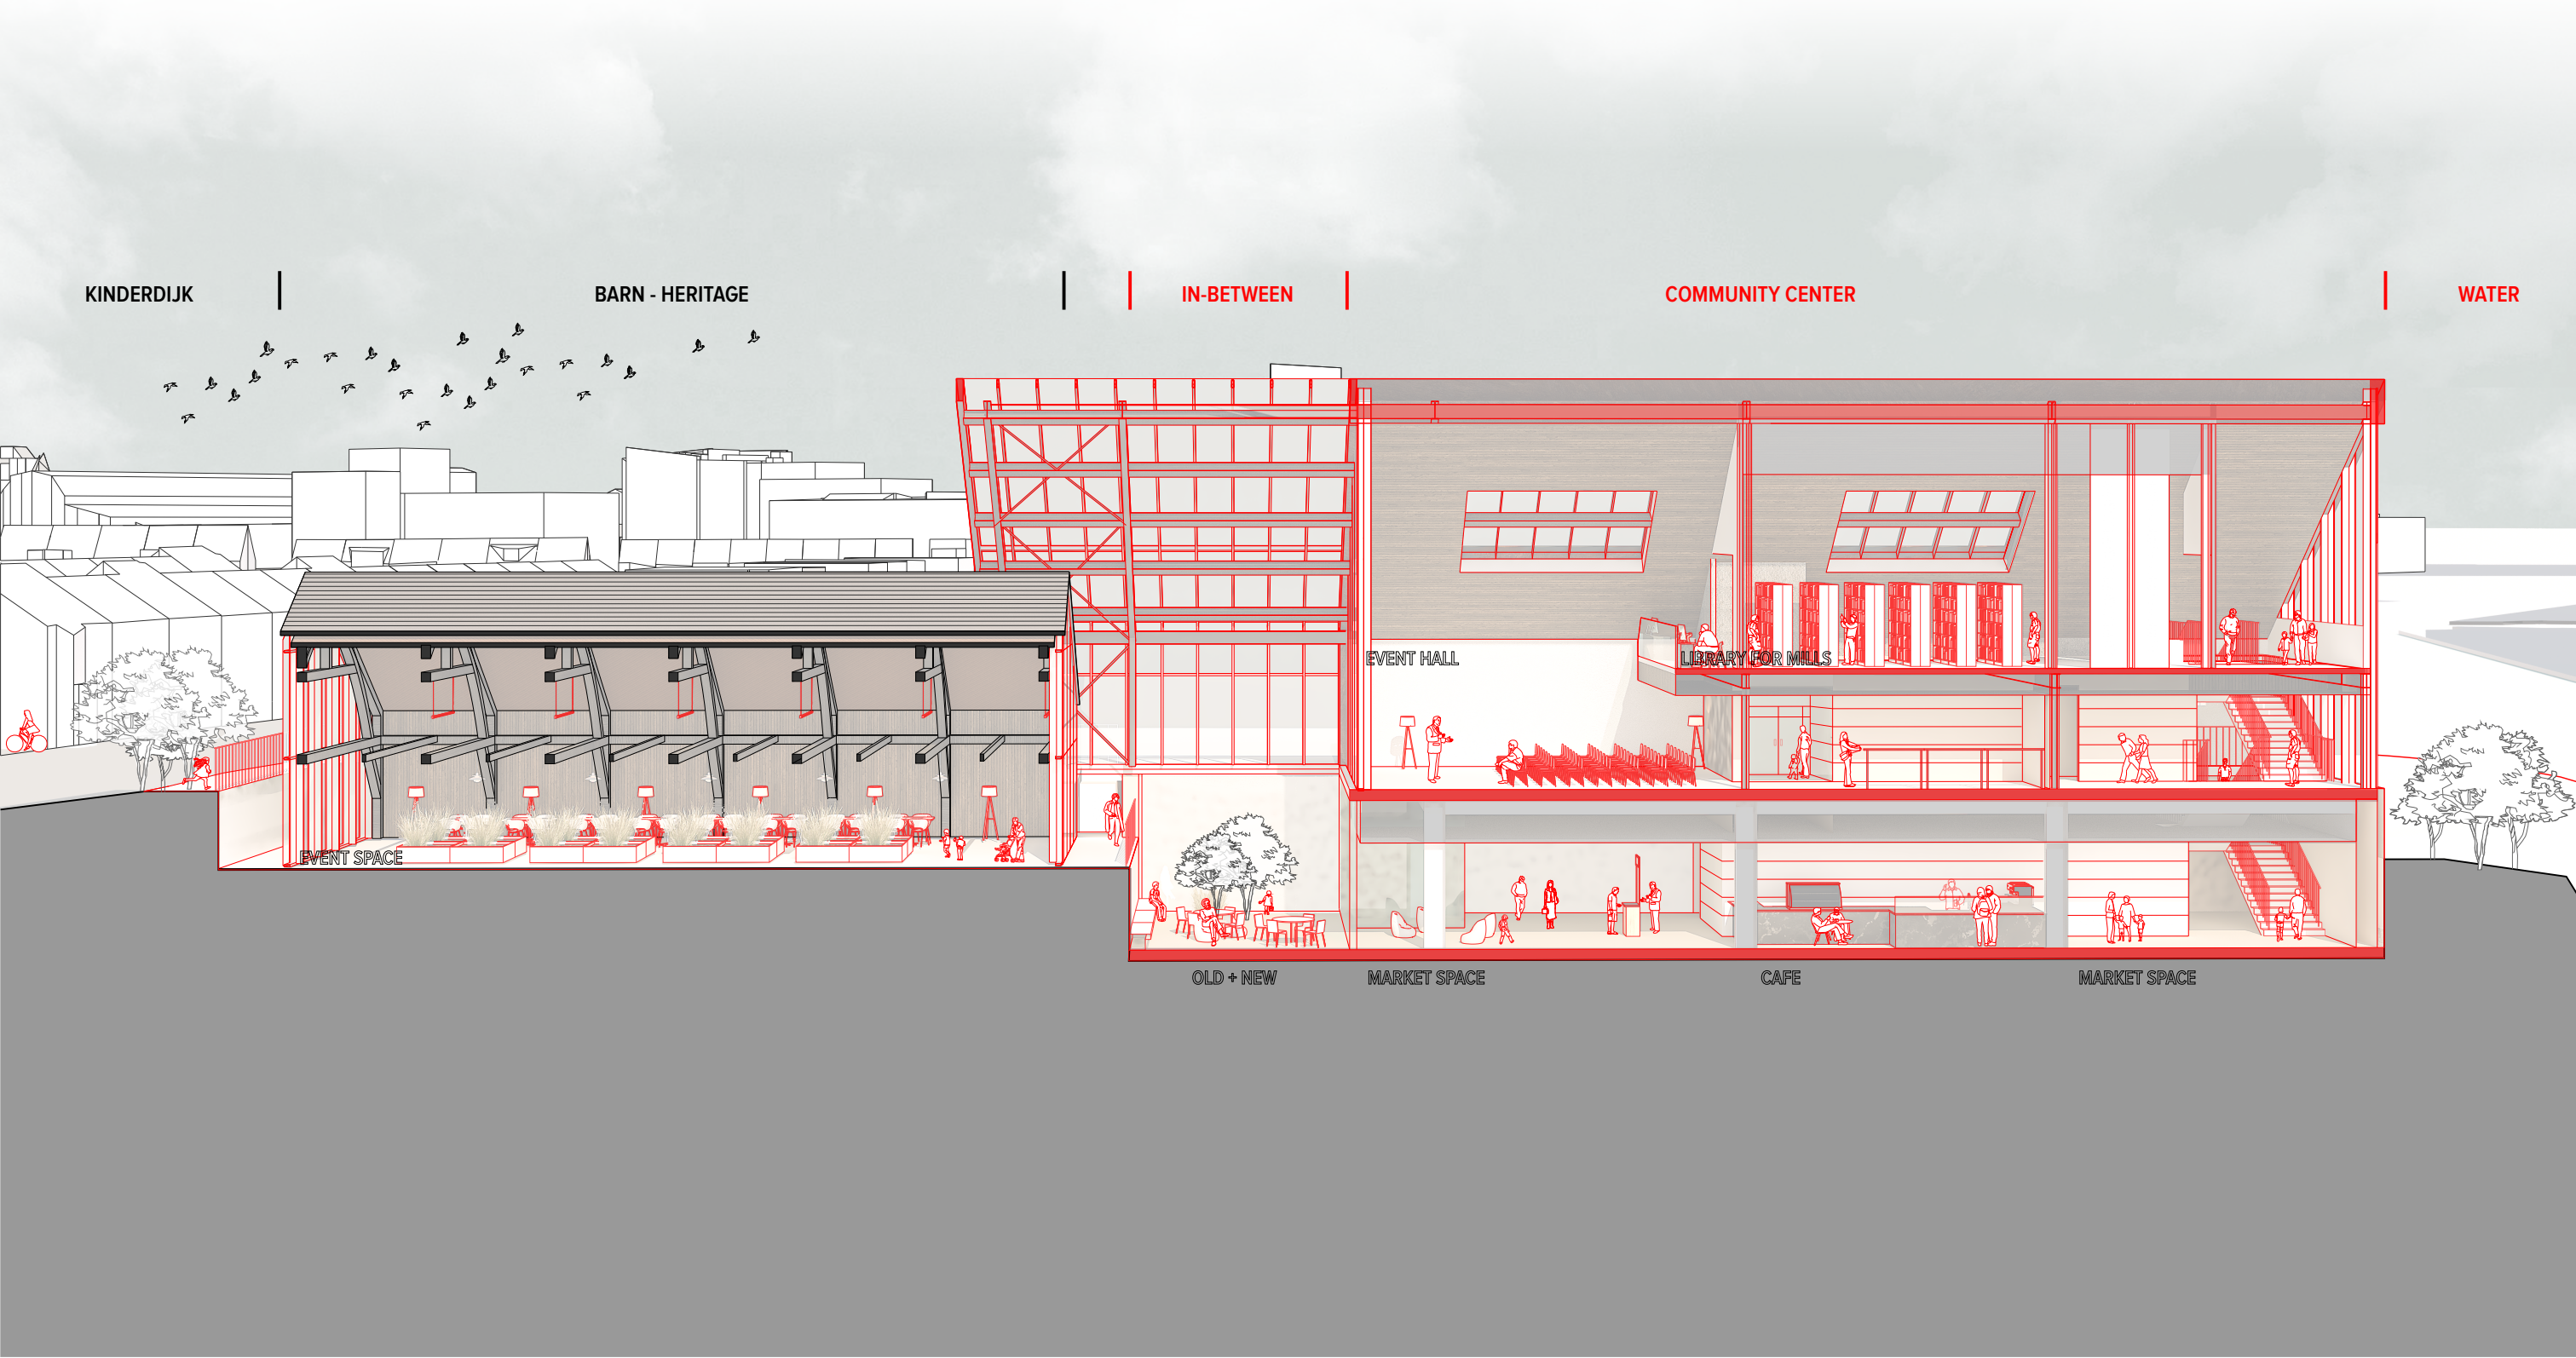 KINDERDIJK
BARN - HERITAGE
IN-BETWEEN
COMMUNITY CENTER
WATER
EVENT HALL
LIBRARY FOR MILLS
EVENT SPACE
OLD + NEW
MARKET SPACE
CAFE
MARKET SPACE